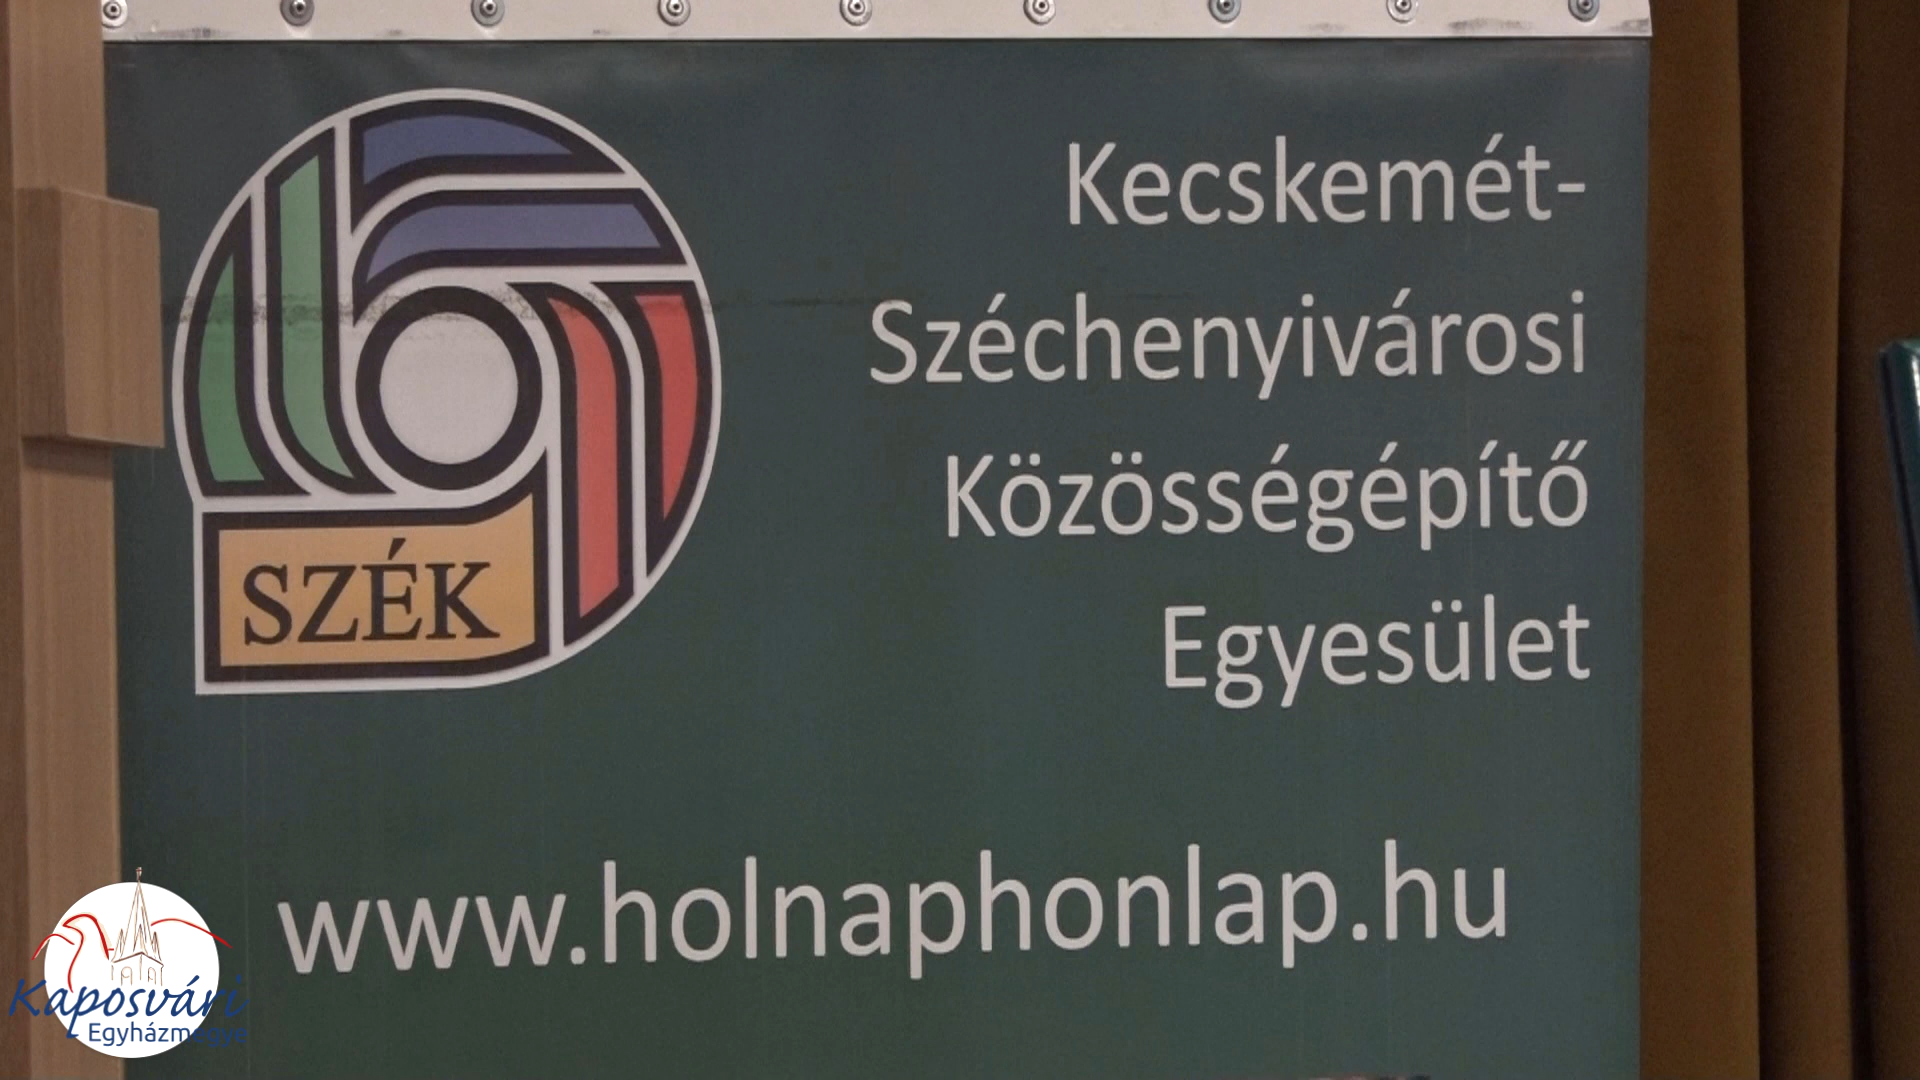 Kecskemét-
Széchenyivárosi
Közösségépítő
Egyesület
SZÉK
www.holnaphonlap.hu
Kaposvári
Egyházmegye